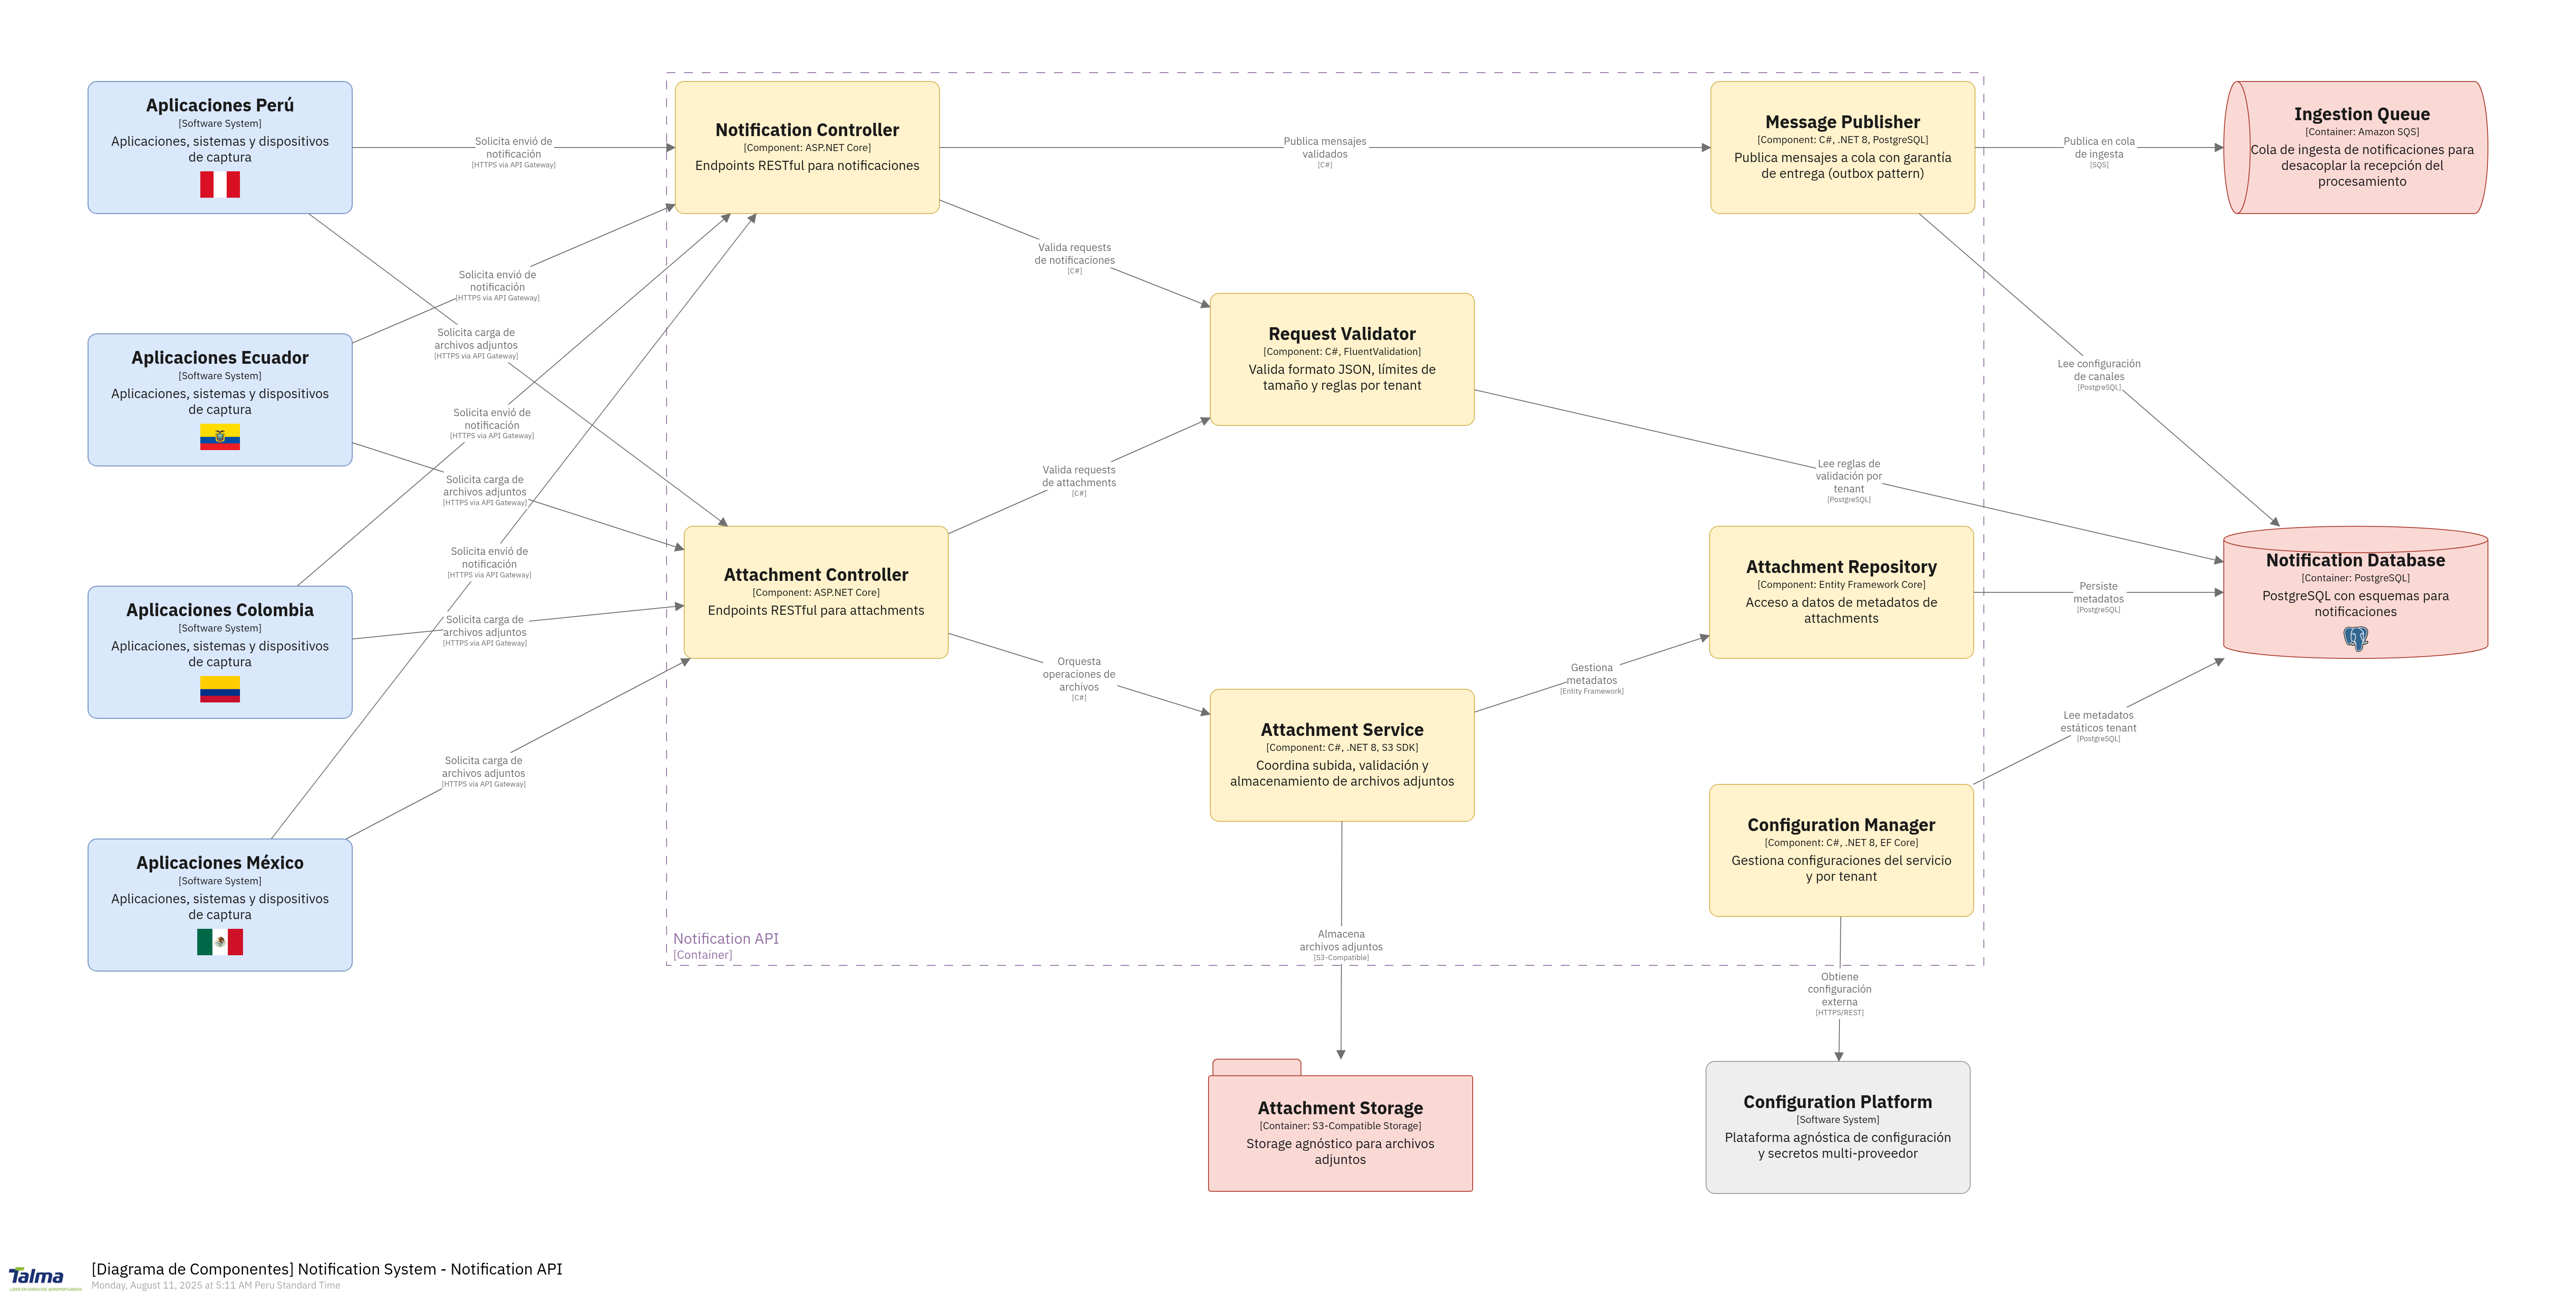 Aplicaciones Perú
[Software System]
Aplicaciones, sistemas y dispositivos
de captura
Solicita envió de
notificación
[HTTPS via API Gateway]
Notification Controller
[Component: ASP.NET Core]
Endpoints RESTful para notificaciones
Publica mensajes
validados
[C#]
Message Publisher
[Component: C#, .NET 8, PostgreSQL]
Publica mensajes a cola con garantía
de entrega (outbox pattern)
Publica en cola
de ingesta
[SQS]
Ingestion Queue
[Container: Amazon SQS]
Cola de ingesta de notificaciones para
desacoplar la recepción del
procesamiento
Valida requests
de notificaciones
[C#]
Solicita envió de
notificación
[HTTPS via API Gateway]
Solicita carga de
archivos adjuntos
[HTTPS via API Gateway]
Aplicaciones Ecuador
[Software System]
Aplicaciones, sistemas y dispositivos
de captura
Request Validator
[Component: C#, FluentValidation]
Valida formato JSON, límites de
tamaño y reglas por tenant
Lee configuración
de canales
[PostgreSQL]
Solicita envió de
notificación
[HTTPS via API Gateway]
Solicita carga de
archivos adjuntos
[HTTPS via API Gateway]
Valida requests
de attachments
[C#]
Lee reglas de
validación por
tenant
[PostgreSQL]
Solicita envió de
notificación
[HTTPS via API Gateway]
Attachment Controller
[Component: ASP.NET Core]
Endpoints RESTful para attachments
Attachment Repository
[Component: Entity Framework Core]
Acceso a datos de metadatos de
attachments
Persiste
metadatos
[PostgreSQL]
Notification Database
[Container: PostgreSQL]
PostgreSQL con esquemas para
notificaciones
Aplicaciones Colombia
[Software System]
Aplicaciones, sistemas y dispositivos
de captura
Solicita carga de
archivos adjuntos
[HTTPS via API Gateway]
Orquesta
operaciones de
archivos
[C#]
Gestiona
metadatos
[Entity Framework]
Attachment Service
[Component: C#, .NET 8, S3 SDK]
Coordina subida, validación y
almacenamiento de archivos adjuntos
Lee metadatos
estáticos tenant
[PostgreSQL]
Solicita carga de
archivos adjuntos
[HTTPS via API Gateway]
Configuration Manager
[Component: C#, .NET 8, EF Core]
Gestiona configuraciones del servicio
y por tenant
Aplicaciones México
[Software System]
Aplicaciones, sistemas y dispositivos
de captura
Notification API
[Container]
Almacena
archivos adjuntos
[S3-Compatible]
Obtiene
configuración
externa
[HTTPS/REST]
Attachment Storage
[Container: S3-Compatible Storage]
Storage agnóstico para archivos
adjuntos
Configuration Platform
[Software System]
Plataforma agnóstica de configuración
y secretos multi-proveedor
Talma
LÍDER EN SERVICIOS AEROPORTUARIOS
[Diagrama de Componentes] Notification System - Notification API
Monday, August 11, 2025 at 5:11 AM Peru Standard Time